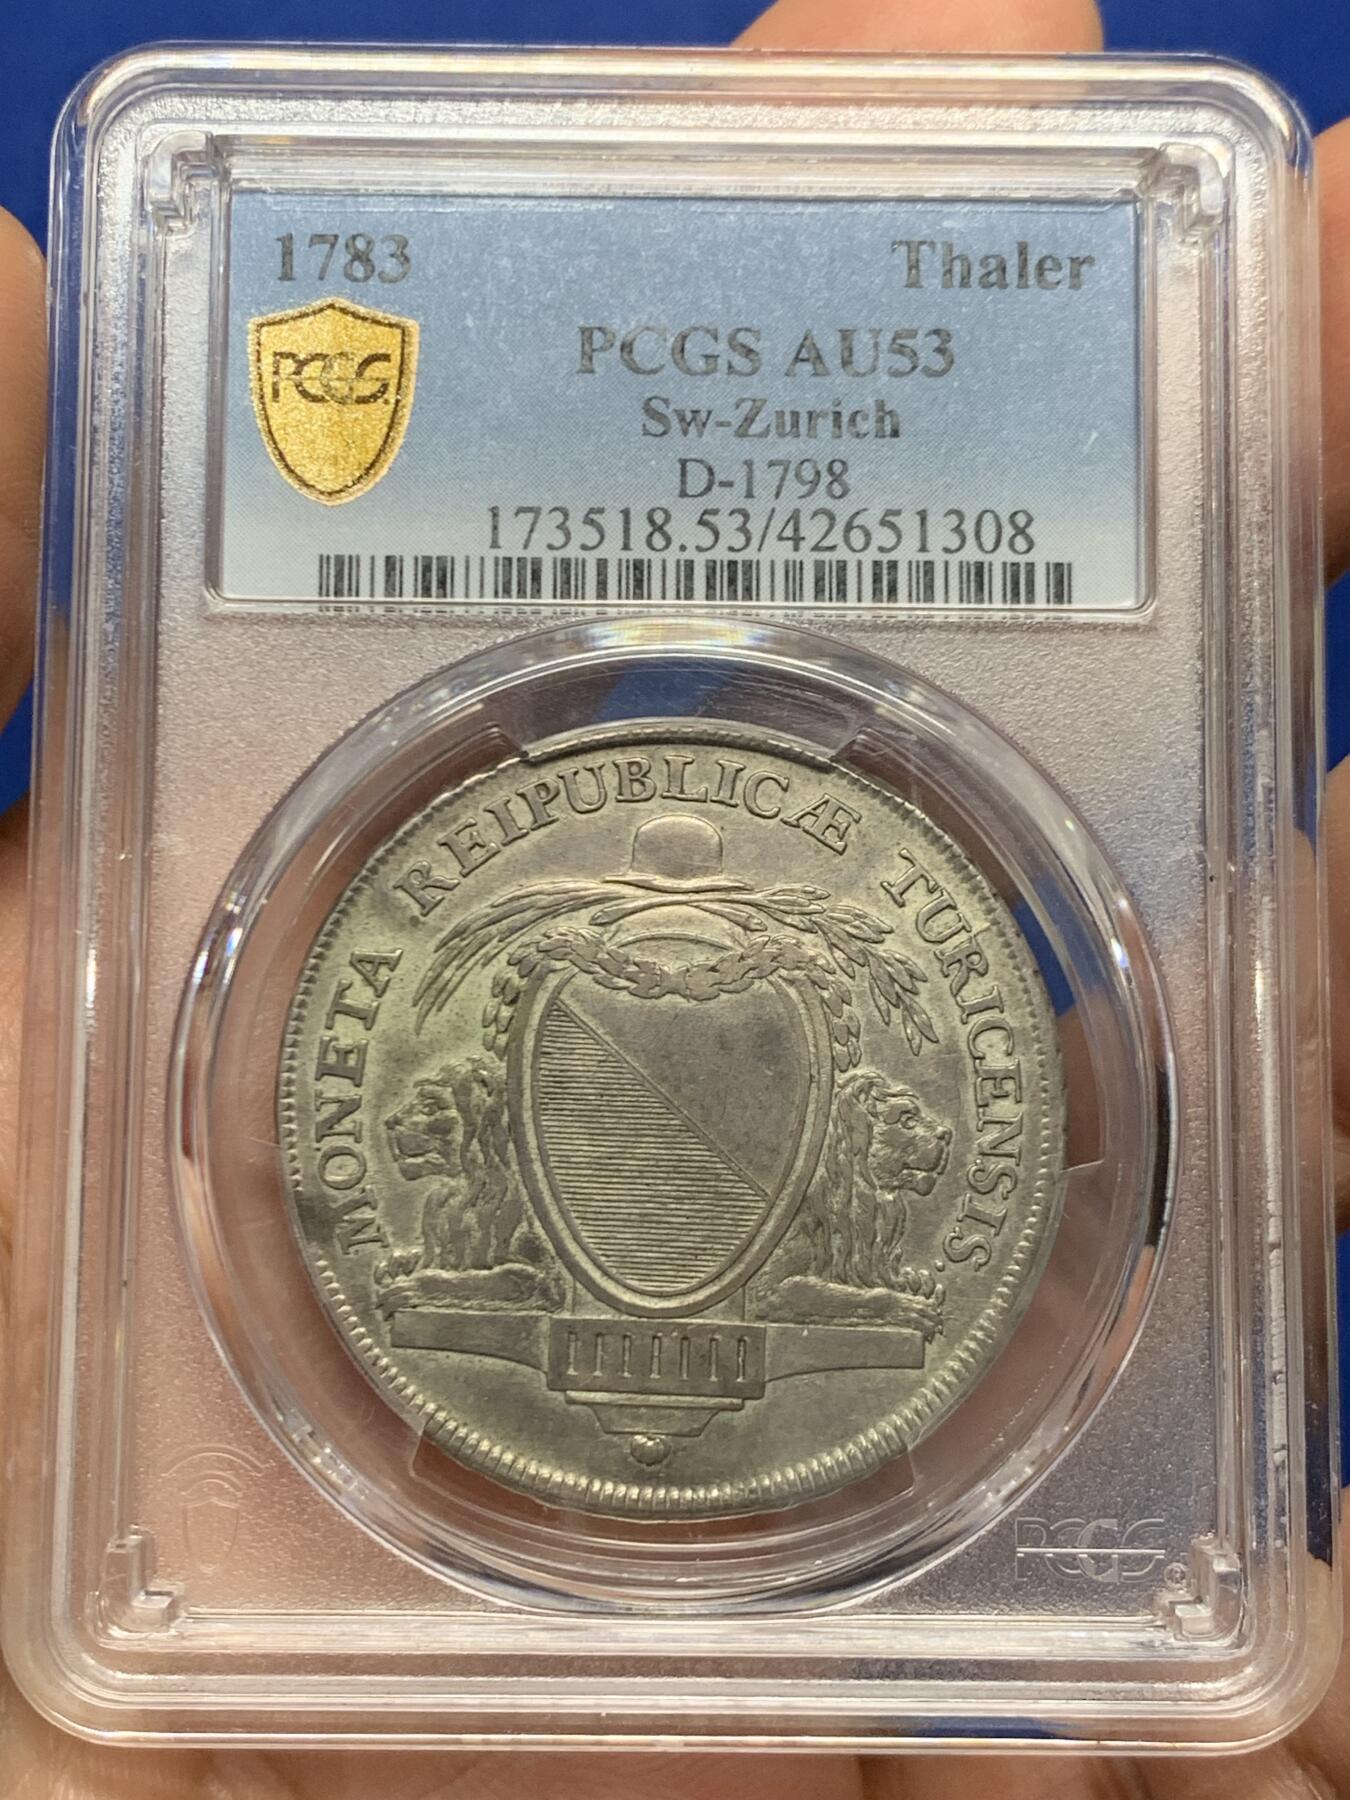 1783 Thaler
PCGS
PCGS AU53
Sw-Zurich
D-1798
173518.53/42651308
MONETA REIPUBLICÆ TURICENSIS.
PCGS